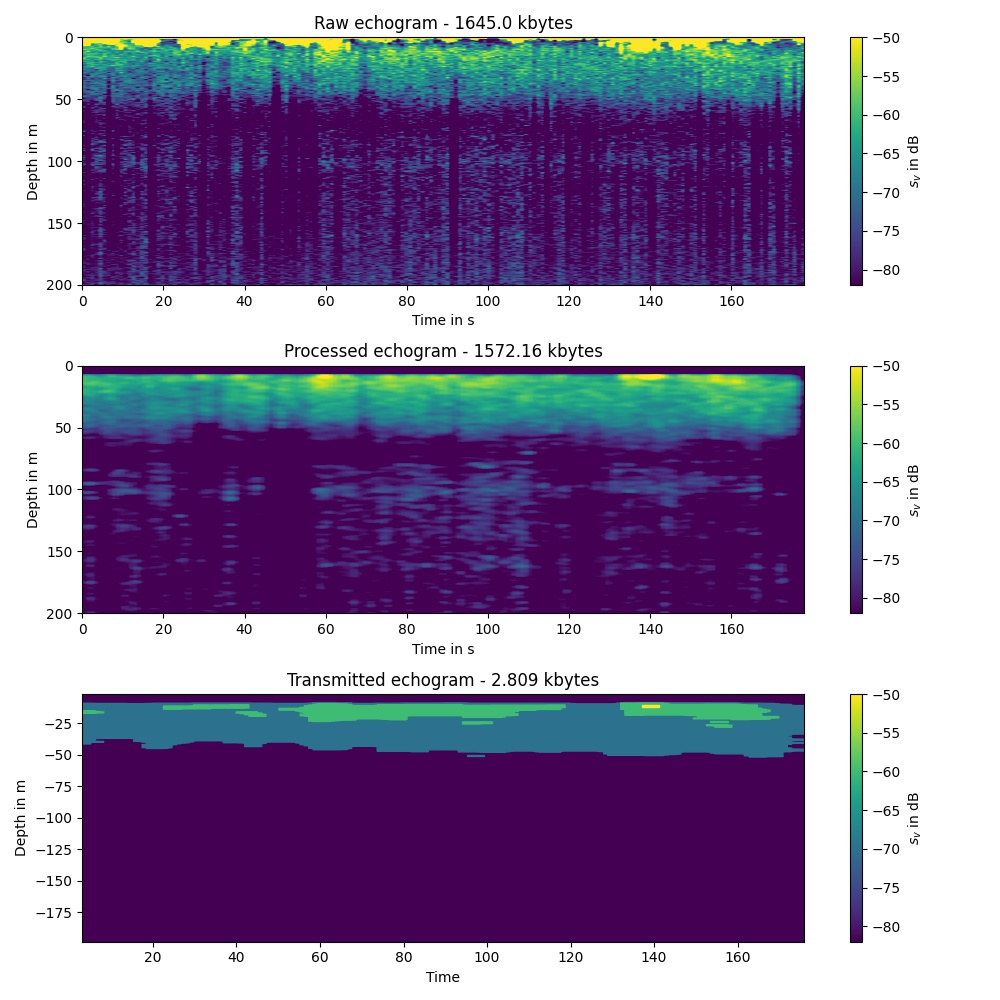 Raw echogram - 1645.0 kbytes
0
50
100
150
200
Depth in m
0 20 40 60 80 100 120 140 160
Time in s
−50
−55
−60
−65
−70
−75
−80
sv in dB
Processed echogram - 1572.16 kbytes
0
50
100
150
200
Depth in m
0 20 40 60 80 100 120 140 160
Time in s
−50
−55
−60
−65
−70
−75
−80
sv in dB
Transmitted echogram - 2.809 kbytes
−25
−50
−75
−100
−125
−150
−175
Depth in m
20 40 60 80 100 120 140 160
Time
−50
−55
−60
−65
−70
−75
−80
sv in dB